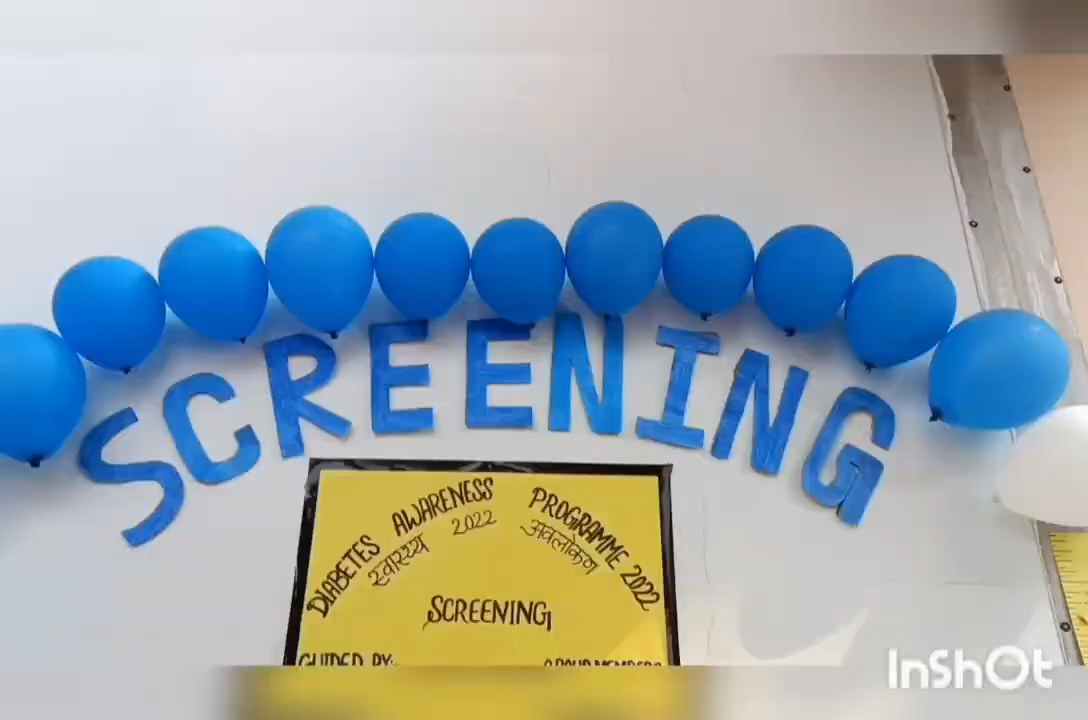 SCREENING
DIABETES AWARENESS PROGRAMME 2022
स्वास्थ्य 2022 अवलोकन
SCREENING
GUIDED BY:-
GROUP MEMBERS
InShOt